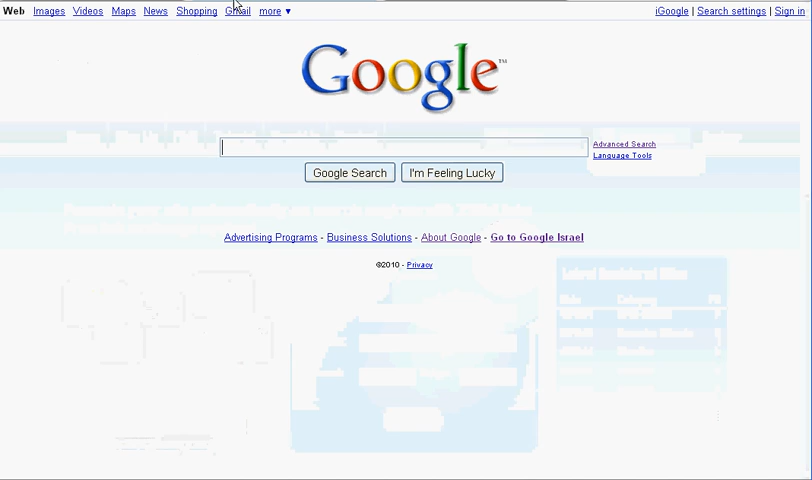 Web Images Videos Maps News Shopping Gmail more ▼ iGoogle | Search settings | Sign in
Google™
Advanced Search
Language Tools
Google Search I'm Feeling Lucky
Advertising Programs - Business Solutions - About Google - Go to Google Israel
©2010 - Privacy